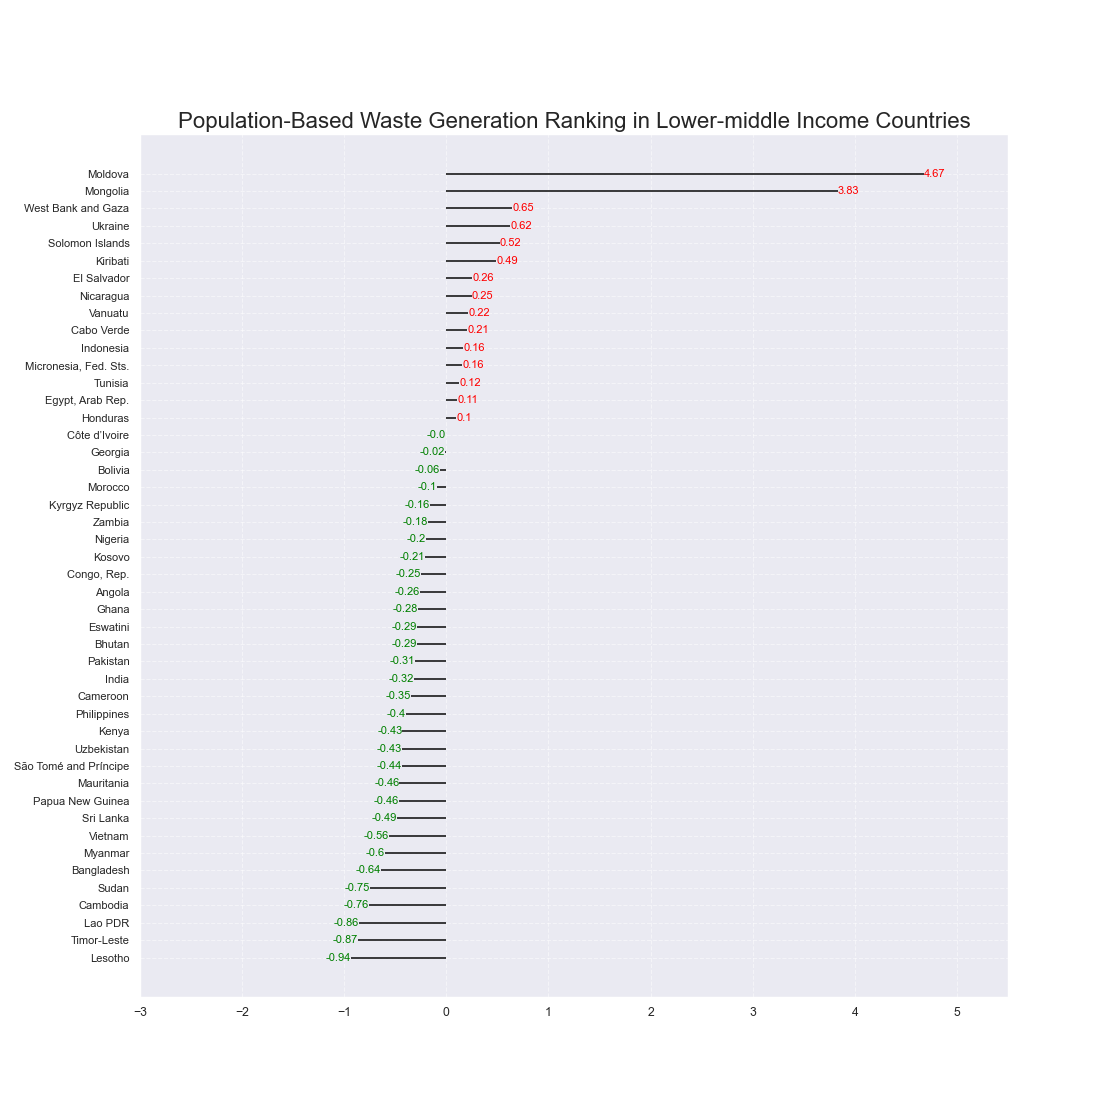 Population-Based Waste Generation Ranking in Lower-middle Income Countries
Moldova 4.67
Mongolia 3.83
West Bank and Gaza 0.65
Ukraine 0.62
Solomon Islands 0.52
Kiribati 0.49
El Salvador 0.26
Nicaragua 0.25
Vanuatu 0.22
Cabo Verde 0.21
Indonesia 0.16
Micronesia, Fed. Sts. 0.16
Tunisia 0.12
Egypt, Arab Rep. 0.11
Honduras 0.1
Côte d’Ivoire -0.0
Georgia -0.02
Bolivia -0.06
Morocco -0.1
Kyrgyz Republic -0.16
Zambia -0.18
Nigeria -0.2
Kosovo -0.21
Congo, Rep. -0.25
Angola -0.26
Ghana -0.28
Eswatini -0.29
Bhutan -0.29
Pakistan -0.31
India -0.32
Cameroon -0.35
Philippines -0.4
Kenya -0.43
Uzbekistan -0.43
São Tomé and Príncipe -0.44
Mauritania -0.46
Papua New Guinea -0.46
Sri Lanka -0.49
Vietnam -0.56
Myanmar -0.6
Bangladesh -0.64
Sudan -0.75
Cambodia -0.76
Lao PDR -0.86
Timor-Leste -0.87
Lesotho -0.94
−3 −2 −1 0 1 2 3 4 5